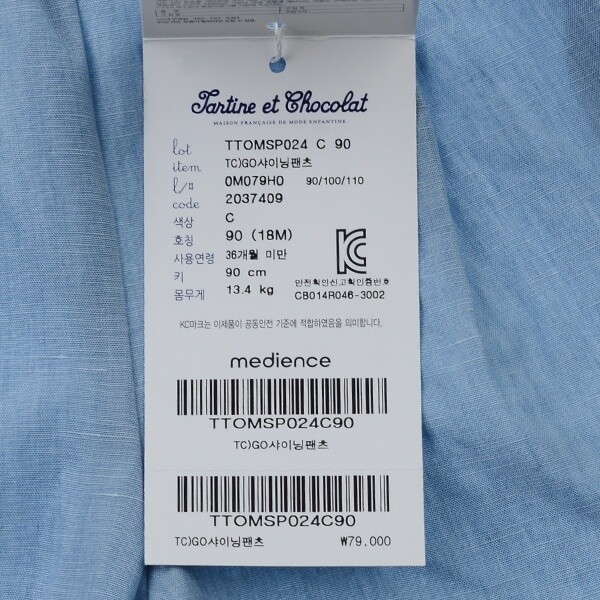 Tartine et Chocolat
MAISON FRANÇAISE DE MODE ENFANTINE
lot TTOMSP024 C 90
item TC)GO샤이닝팬츠
l/# 0M079H0 90/100/110
code 2037409
색상 C
호칭 90 (18M)
사용연령 36개월 미만
키 90 cm
몸무게 13.4 kg
안전확인신고확인증번호
CB014R046-3002
KC마크는 이제품이 공통안전 기준에 적합하였음을 의미합니다.
medience
TTOMSP024C90
TC)GO샤이닝팬츠
TTOMSP024C90
TC)GO샤이닝팬츠 ₩79,000